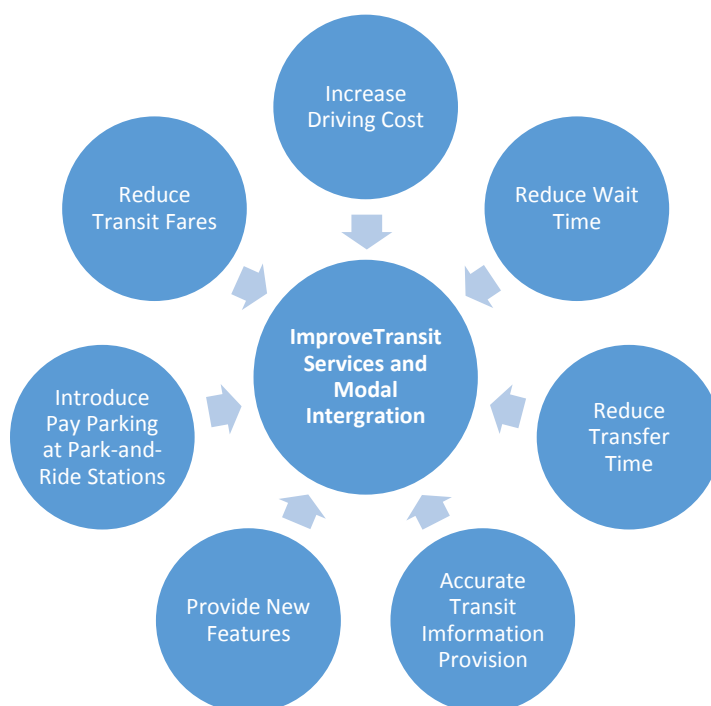 Increase
Driving Cost
Reduce Wait
Time
Reduce
Transfer
Time
Accurate
Transit
Imformation
Provision
Provide New
Features
Introduce
Pay Parking
at Park-and-
Ride Stations
Reduce
Transit Fares
ImproveTransit
Services and
Modal
Intergration